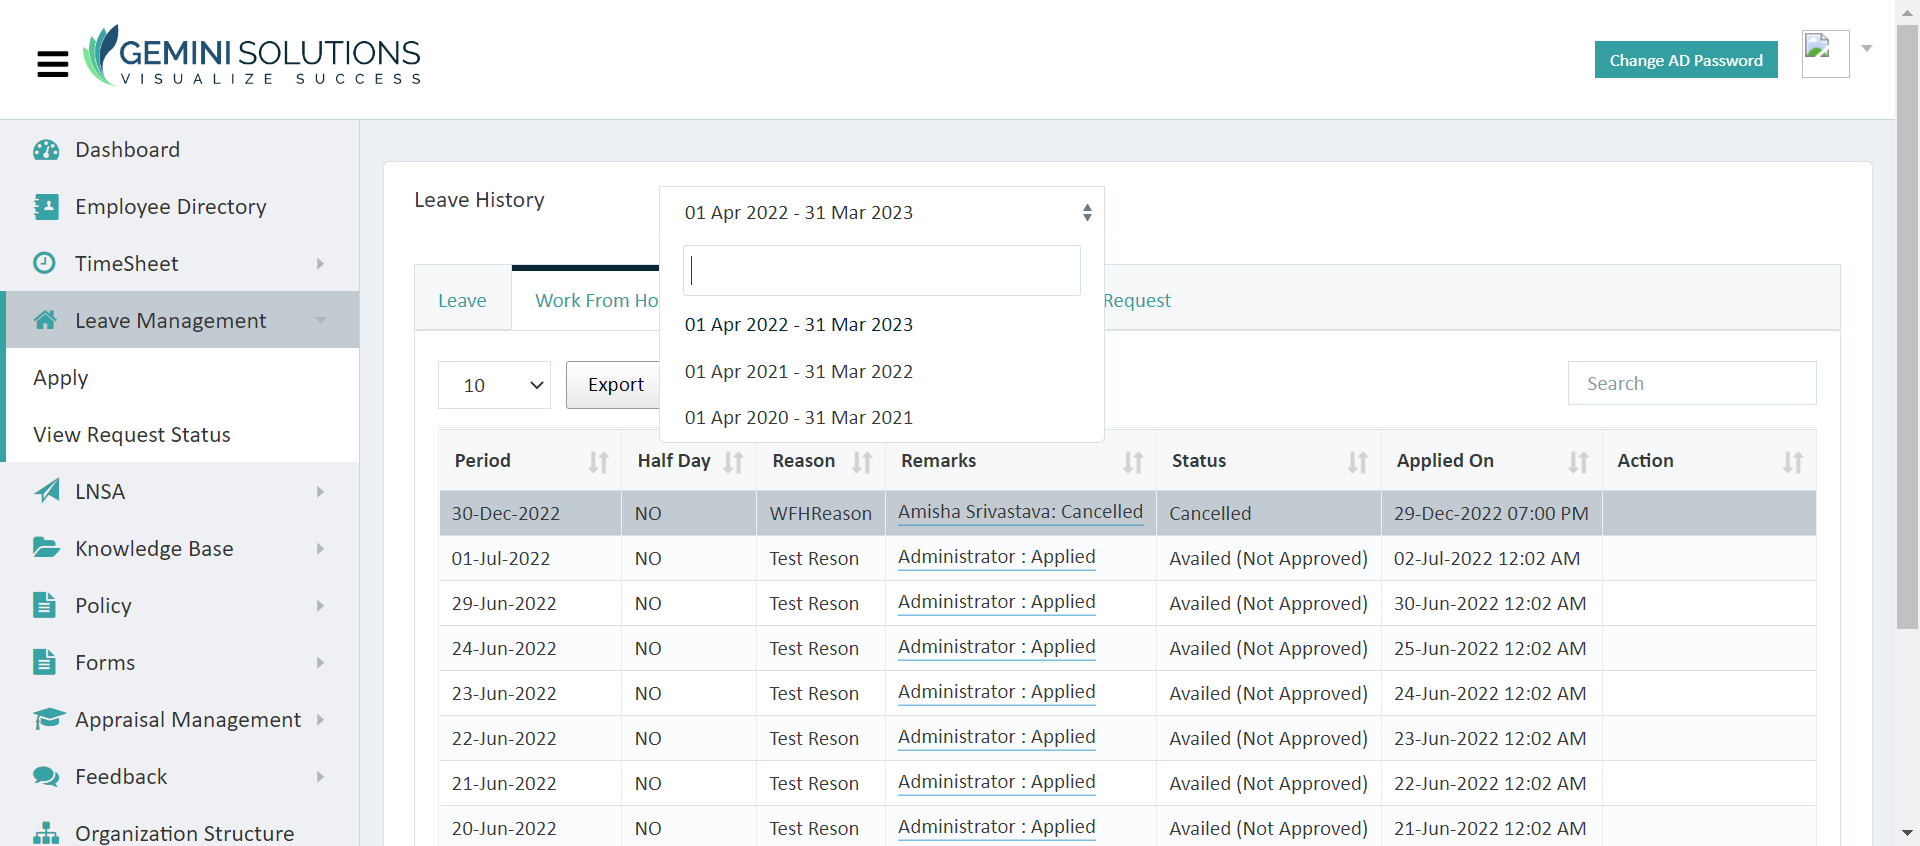 GEMINI SOLUTIONS
VISUALIZE SUCCESS
Change AD Password
Dashboard
Employee Directory
TimeSheet
Leave Management
Apply
View Request Status
LNSA
Knowledge Base
Policy
Forms
Appraisal Management
Feedback
Organization Structure
Leave History
01 Apr 2022 - 31 Mar 2023
01 Apr 2022 - 31 Mar 2023
01 Apr 2021 - 31 Mar 2022
01 Apr 2020 - 31 Mar 2021
Leave Work From Ho Request
10 Export Search
Period Half Day Reason Remarks Status Applied On Action
30-Dec-2022 NO WFHReason Amisha Srivastava: Cancelled Cancelled 29-Dec-2022 07:00 PM
01-Jul-2022 NO Test Reson Administrator : Applied Availed (Not Approved) 02-Jul-2022 12:02 AM
29-Jun-2022 NO Test Reson Administrator : Applied Availed (Not Approved) 30-Jun-2022 12:02 AM
24-Jun-2022 NO Test Reson Administrator : Applied Availed (Not Approved) 25-Jun-2022 12:02 AM
23-Jun-2022 NO Test Reson Administrator : Applied Availed (Not Approved) 24-Jun-2022 12:02 AM
22-Jun-2022 NO Test Reson Administrator : Applied Availed (Not Approved) 23-Jun-2022 12:02 AM
21-Jun-2022 NO Test Reson Administrator : Applied Availed (Not Approved) 22-Jun-2022 12:02 AM
20-Jun-2022 NO Test Reson Administrator : Applied Availed (Not Approved) 21-Jun-2022 12:02 AM